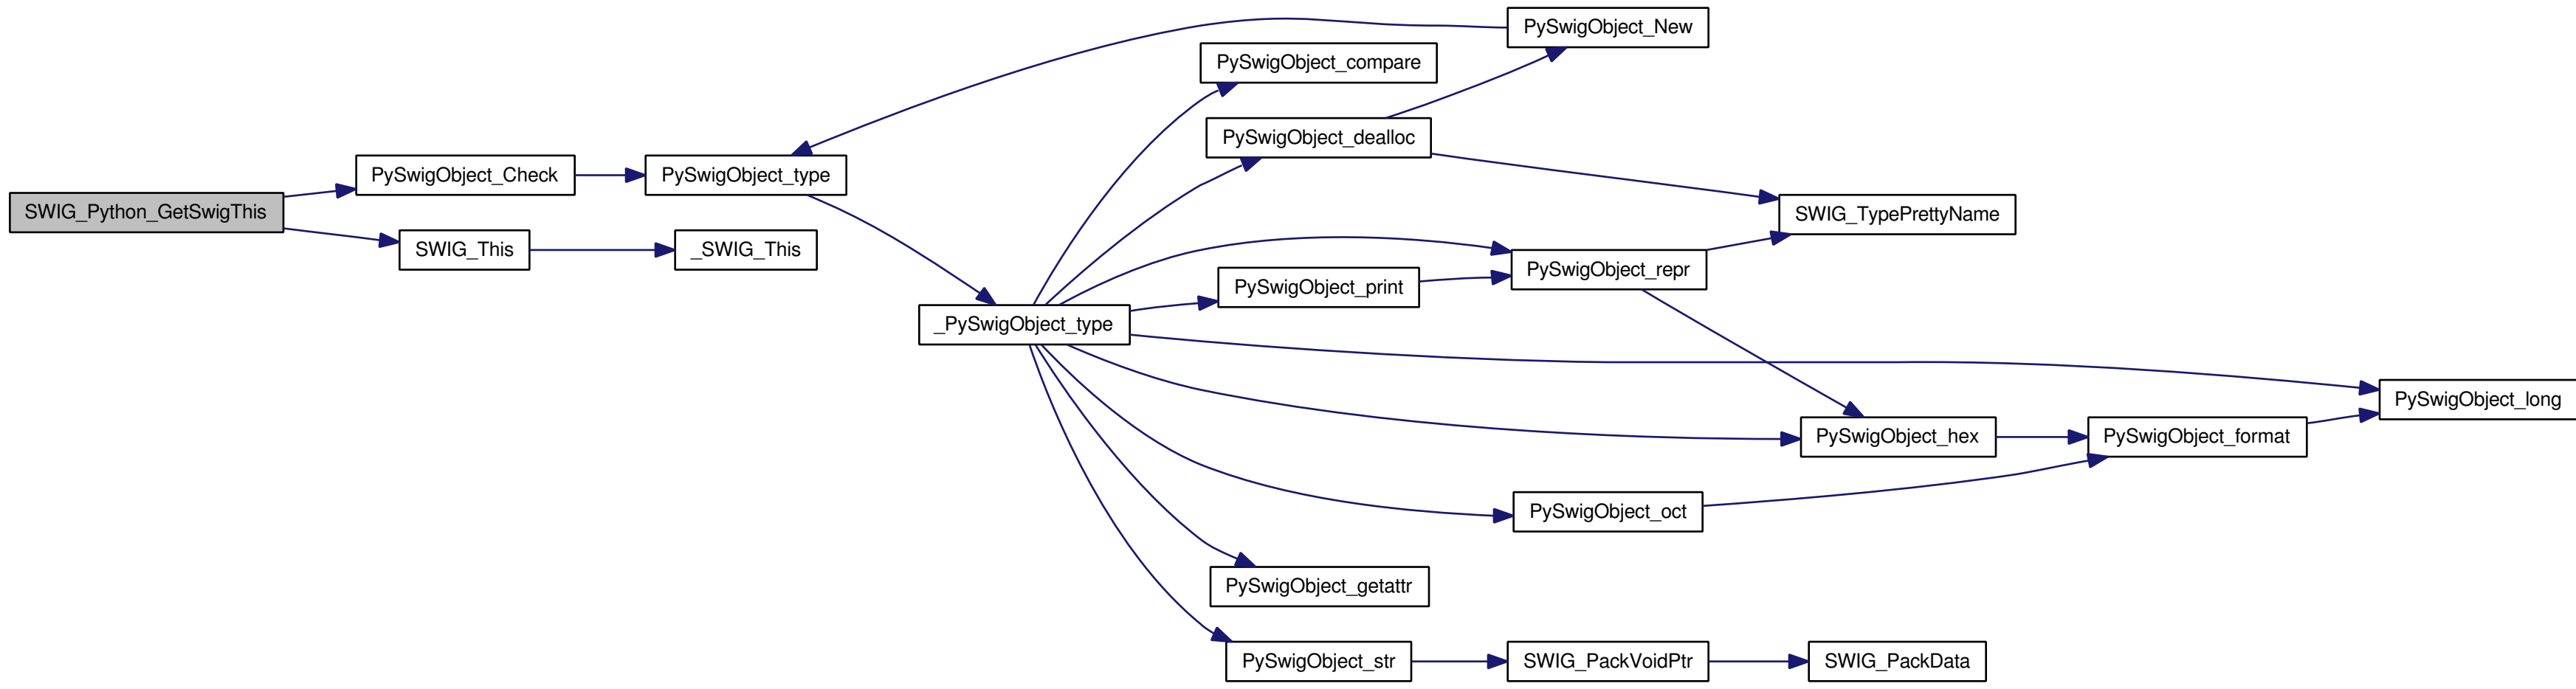 PySwigObject_New
PySwigObject_compare
PySwigObject_dealloc
PySwigObject_Check
PySwigObject_type
SWIG_Python_GetSwigThis
SWIG_TypePrettyName
SWIG_This
_SWIG_This
PySwigObject_repr
PySwigObject_print
_PySwigObject_type
PySwigObject_long
PySwigObject_hex
PySwigObject_format
PySwigObject_oct
PySwigObject_getattr
PySwigObject_str
SWIG_PackVoidPtr
SWIG_PackData